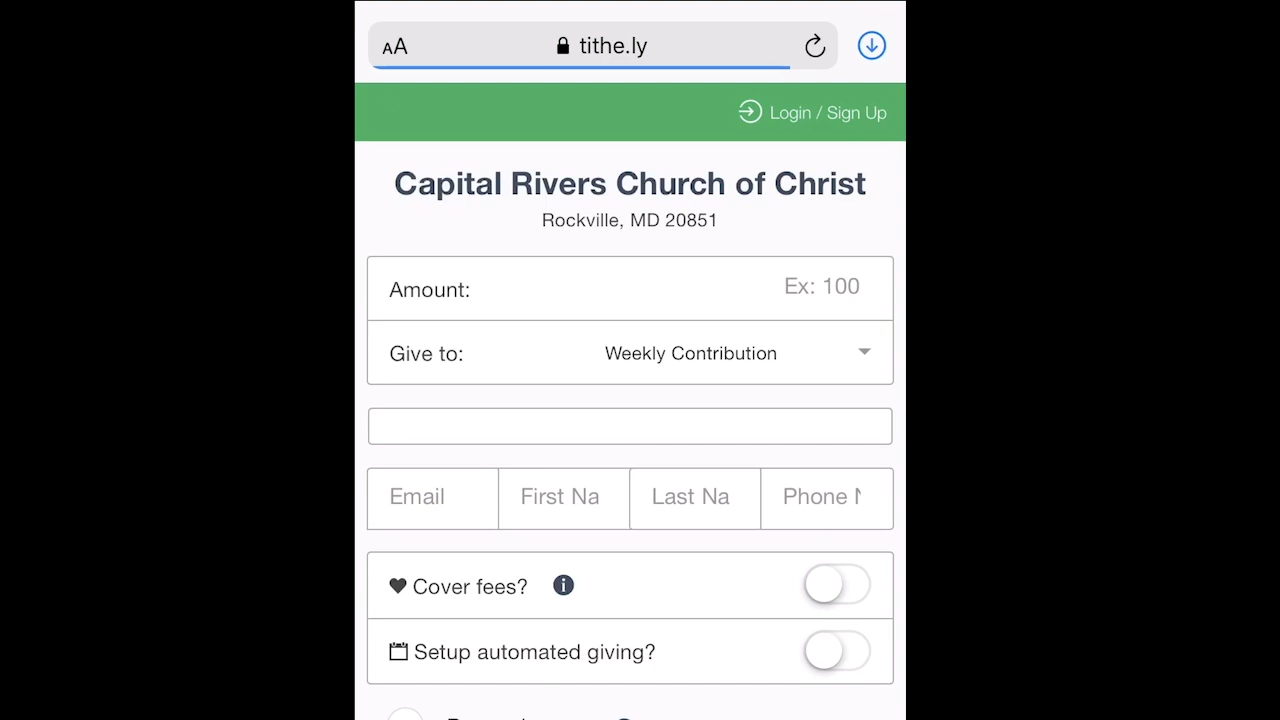 AA tithe.ly
Login / Sign Up
Capital Rivers Church of Christ
Rockville, MD 20851
Amount: Ex: 100
Give to: Weekly Contribution
Email First Na Last Na Phone
Cover fees?
Setup automated giving?